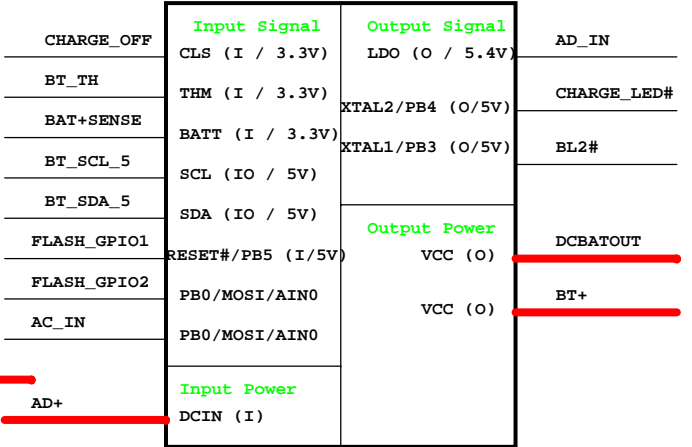 CHARGE_OFF
BT_TH
BAT+SENSE
BT_SCL_5
BT_SDA_5
FLASH_GPIO1
FLASH_GPIO2
AC_IN
AD+
Input Signal
CLS (I / 3.3V)
THM (I / 3.3V)
BATT (I / 3.3V)
SCL (IO / 5V)
SDA (IO / 5V)
RESET#/PB5 (I/5V)
PB0/MOSI/AIN0
PB0/MOSI/AIN0
Input Power
DCIN (I)
Output Signal
LDO (O / 5.4V)
XTAL2/PB4 (O/5V)
XTAL1/PB3 (O/5V)
Output Power
VCC (O)
VCC (O)
AD_IN
CHARGE_LED#
BL2#
DCBATOUT
BT+